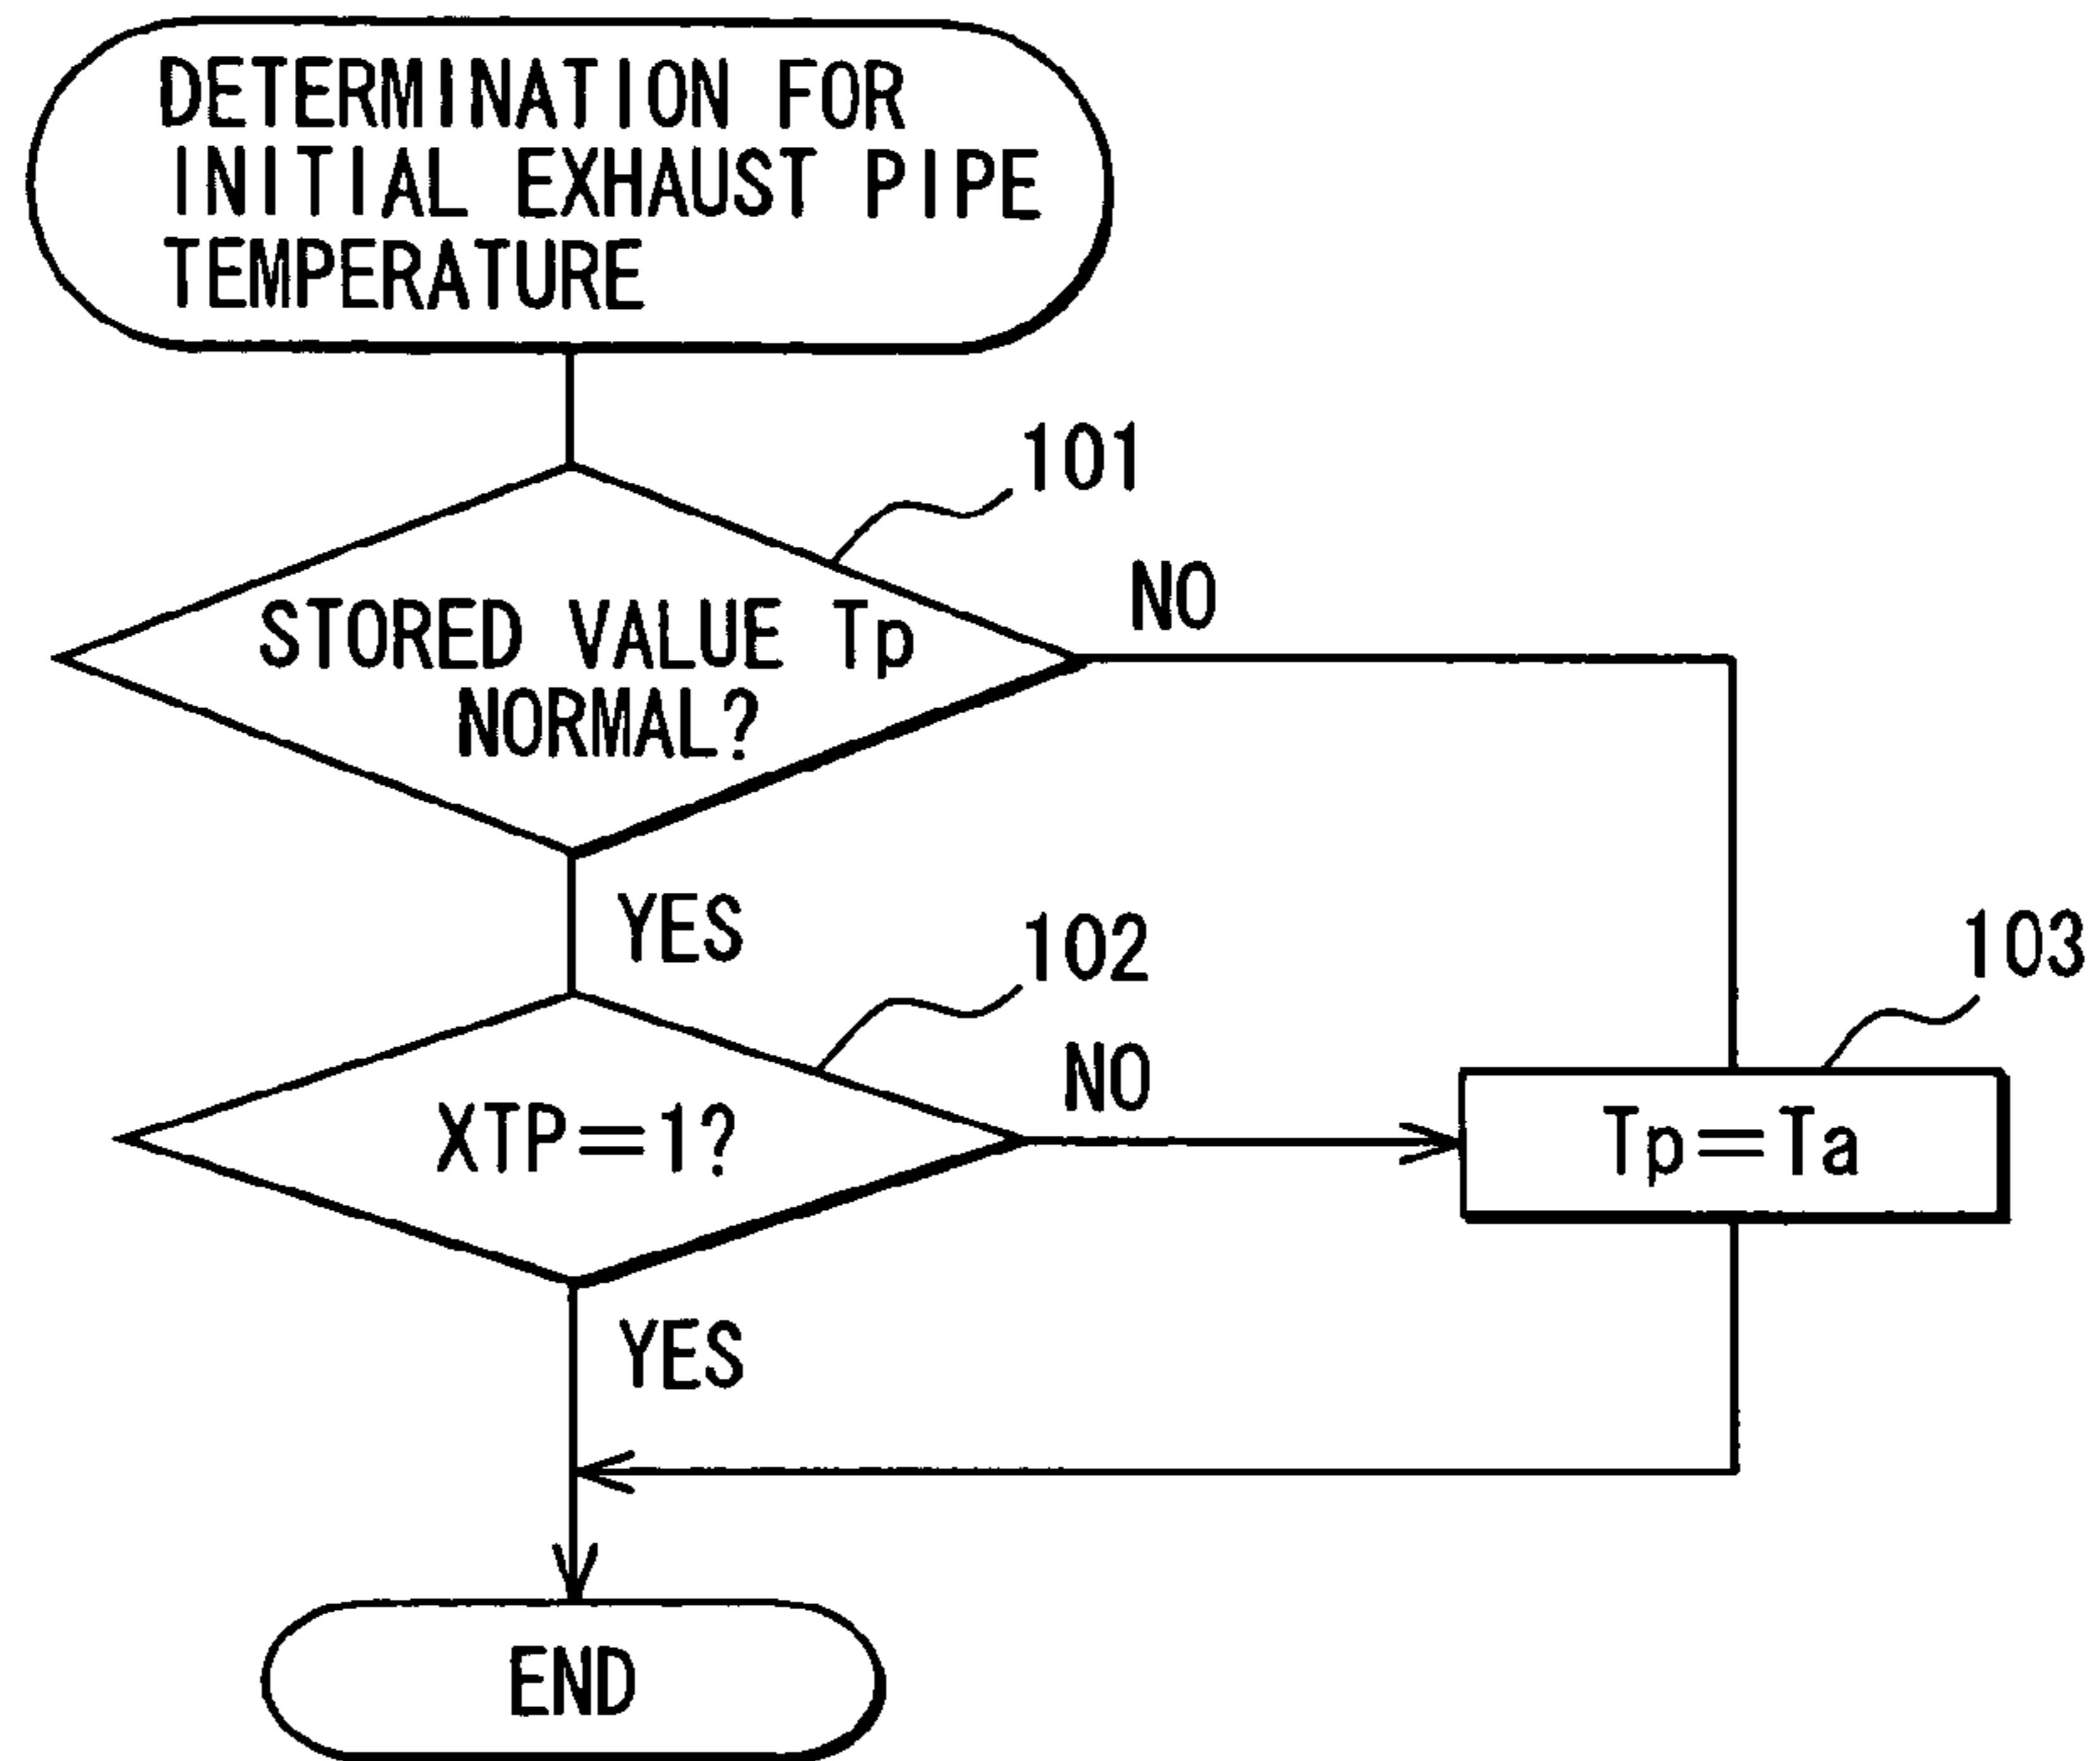 DETERMINATION FOR
INITIAL EXHAUST PIPE
TEMPERATURE
101
STORED VALUE Tp
NORMAL?
NO
YES
102
XTP=1?
NO
103
Tp=Ta
YES
END